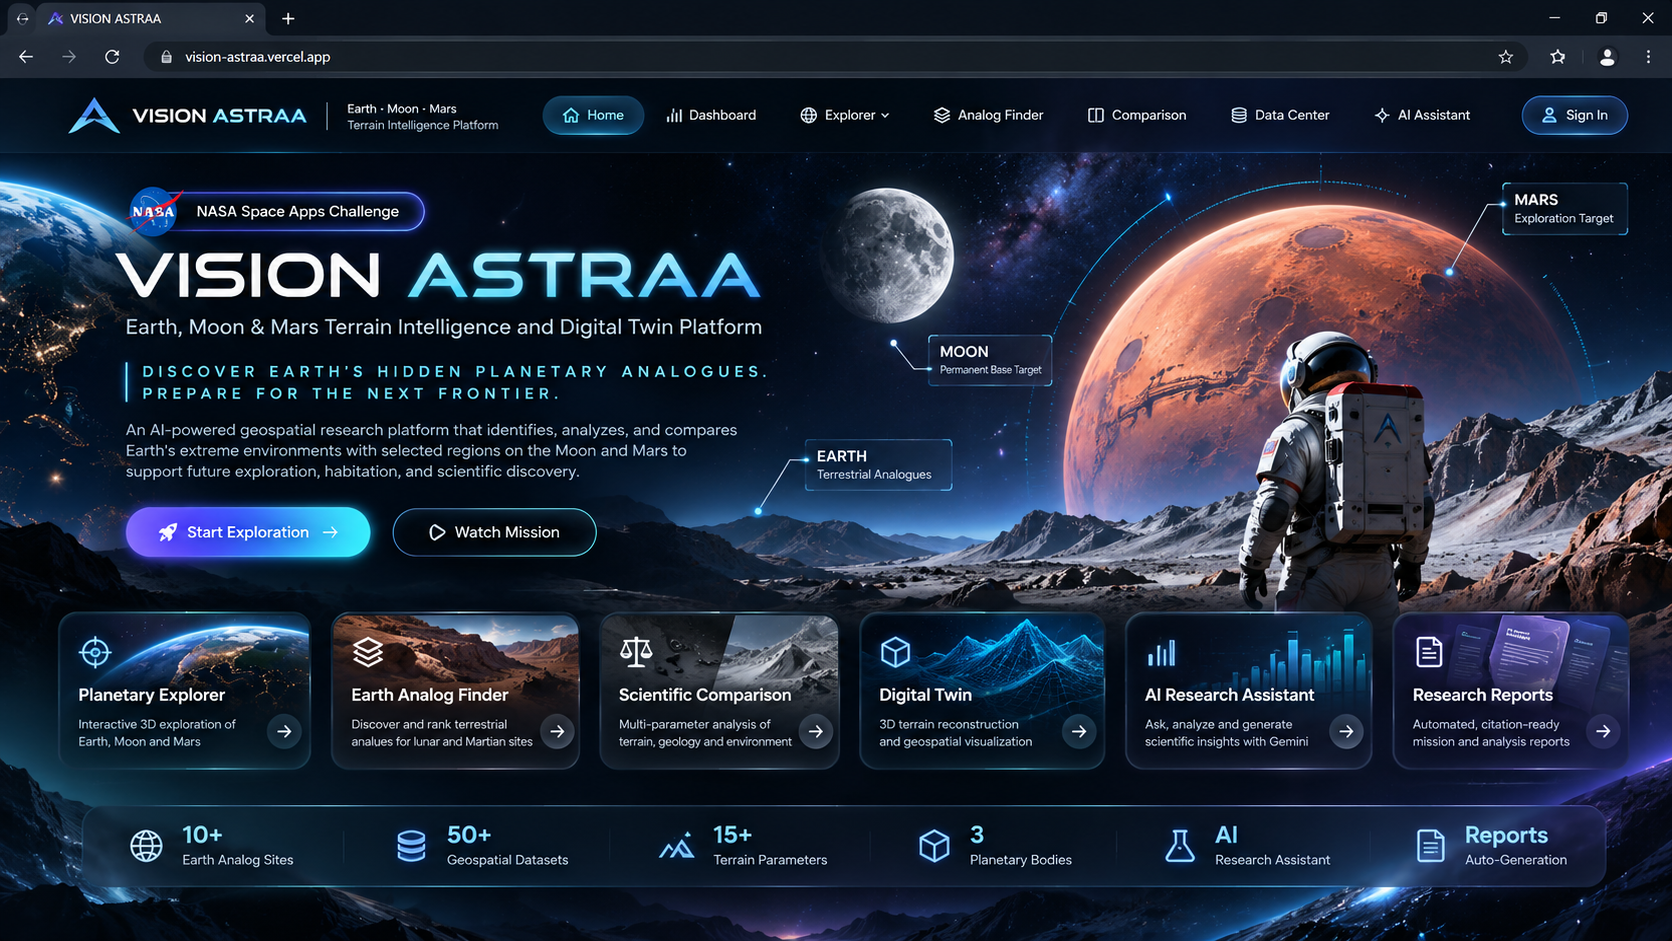 VISION ASTRAA
vision-astraa.vercel.app
VISION ASTRAA
Earth · Moon · Mars
Terrain Intelligence Platform
Home
Dashboard
Explorer
Analog Finder
Comparison
Data Center
AI Assistant
Sign In
NASA
NASA Space Apps Challenge
VISION ASTRAA
Earth, Moon & Mars Terrain Intelligence and Digital Twin Platform
DISCOVER EARTH'S HIDDEN PLANETARY ANALOGUES.
PREPARE FOR THE NEXT FRONTIER.
An AI-powered geospatial research platform that identifies, analyzes, and compares
Earth's extreme environments with selected regions on the Moon and Mars to
support future exploration, habitation, and scientific discovery.
Start Exploration
Watch Mission
MARS
Exploration Target
MOON
Permanent Base Target
EARTH
Terrestrial Analogues
Planetary Explorer
Interactive 3D exploration of
Earth, Moon and Mars
Earth Analog Finder
Discover and rank terrestrial
analues for lunar and Martian sites
Scientific Comparison
Multi-parameter analysis of
terrain, geology and environment
Digital Twin
3D terrain reconstruction
and geospatial visualization
AI Research Assistant
Ask, analyze and generate
scientific insights with Gemini
Research Reports
Automated, citation-ready
mission and analysis reports
10+
Earth Analog Sites
50+
Geospatial Datasets
15+
Terrain Parameters
3
Planetary Bodies
AI
Research Assistant
Reports
Auto-Generation